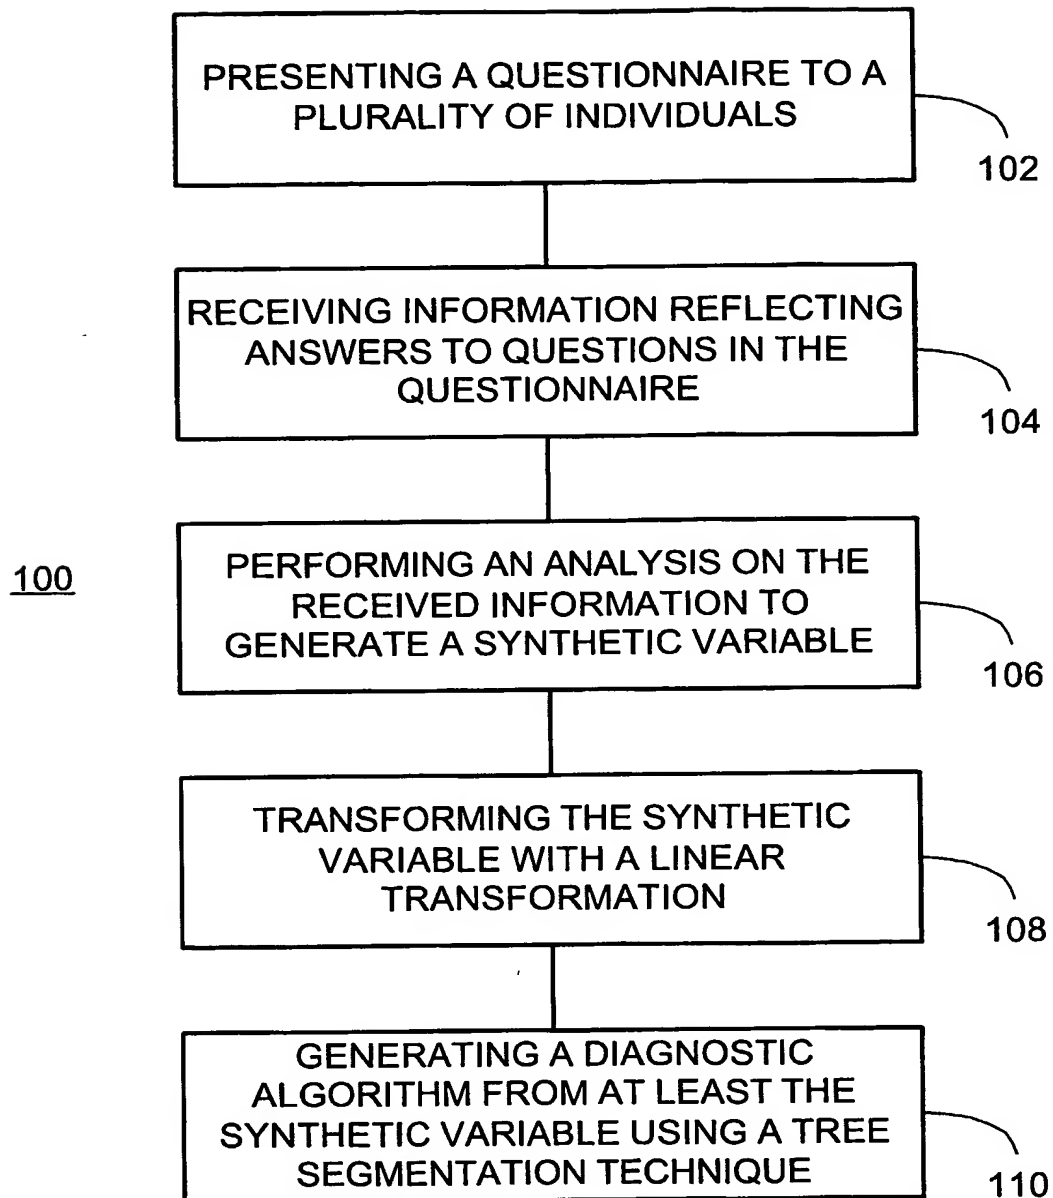 PRESENTING A QUESTIONNAIRE TO A
PLURALITY OF INDIVIDUALS
102
RECEIVING INFORMATION REFLECTING
ANSWERS TO QUESTIONS IN THE
QUESTIONNAIRE
104
100
PERFORMING AN ANALYSIS ON THE
RECEIVED INFORMATION TO
GENERATE A SYNTHETIC VARIABLE
106
TRANSFORMING THE SYNTHETIC
VARIABLE WITH A LINEAR
TRANSFORMATION
108
GENERATING A DIAGNOSTIC
ALGORITHM FROM AT LEAST THE
SYNTHETIC VARIABLE USING A TREE
SEGMENTATION TECHNIQUE
110